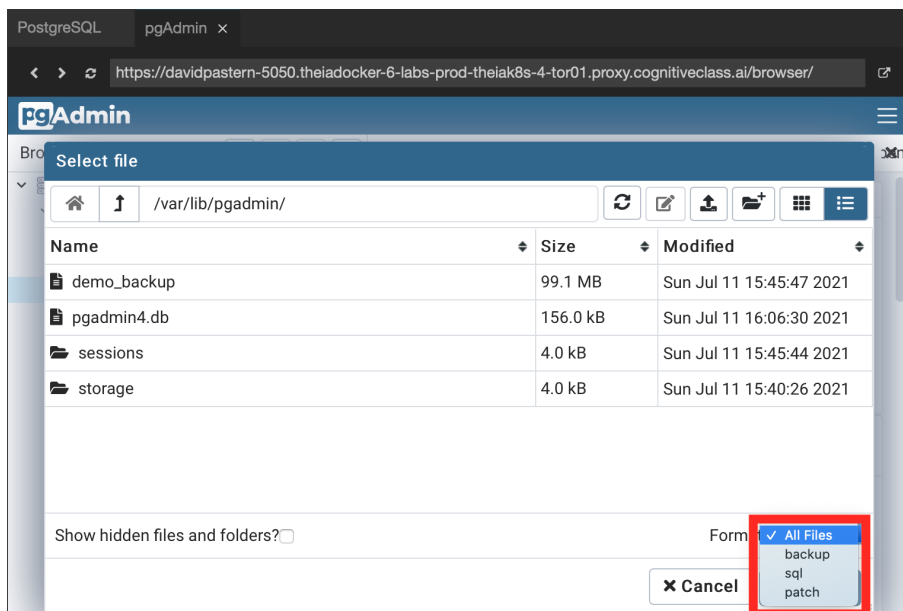 PostgreSQL pgAdmin ×
https://davidpastern-5050.theiadocker-6-labs-prod-theiak8s-4-tor01.proxy.cognitiveclass.ai/browser/
pgAdmin
Bro
Select file
/var/lib/pgadmin/
Name Size Modified
demo_backup 99.1 MB Sun Jul 11 15:45:47 2021
pgadmin4.db 156.0 kB Sun Jul 11 16:06:30 2021
sessions 4.0 kB Sun Jul 11 15:45:44 2021
storage 4.0 kB Sun Jul 11 15:40:26 2021
Show hidden files and folders? Form
✓ All Files
backup
sql
patch
× Cancel